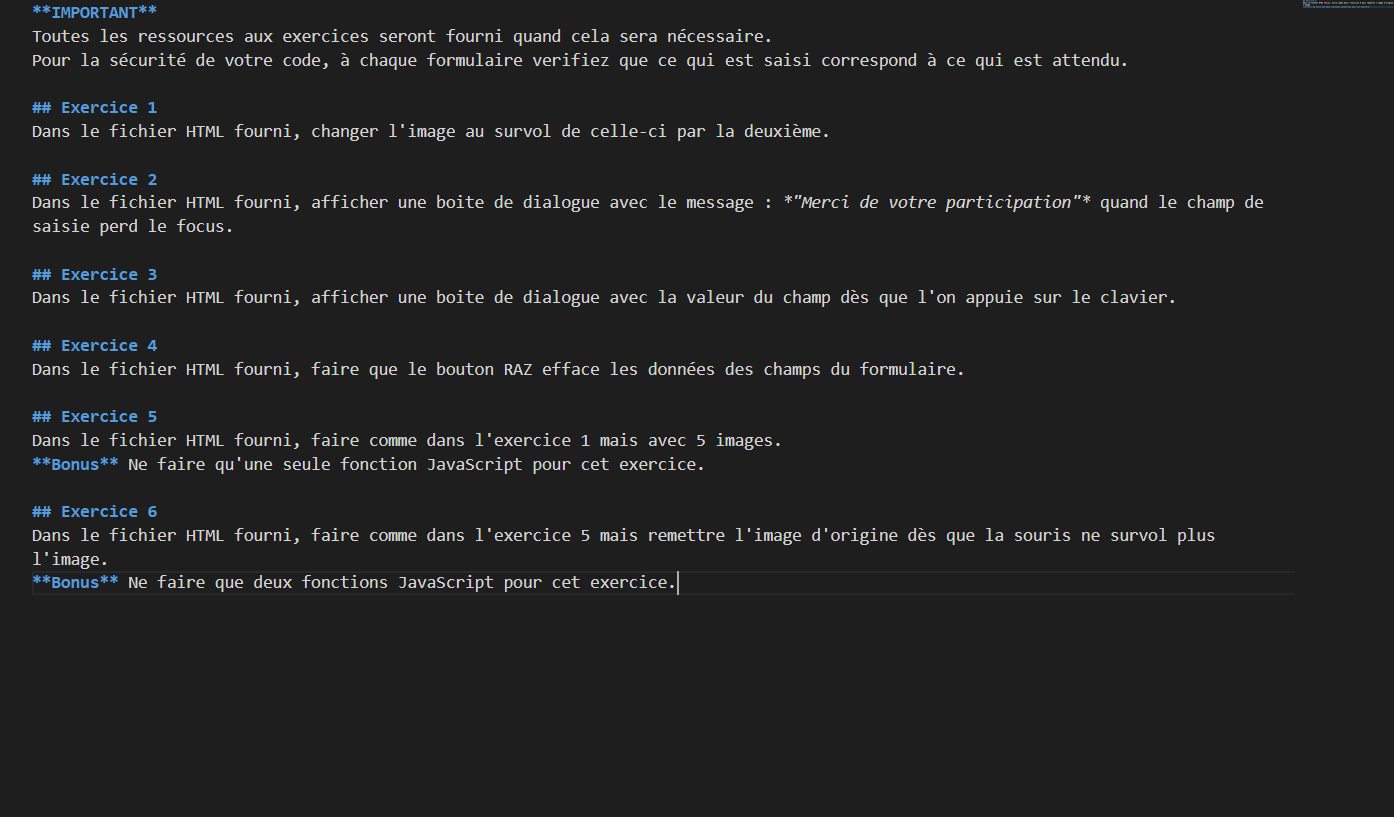 **IMPORTANT**
Toutes les ressources aux exercices seront fourni quand cela sera nécessaire.
Pour la sécurité de votre code, à chaque formulaire verifiez que ce qui est saisi correspond à ce qui est attendu.
## Exercice 1
Dans le fichier HTML fourni, changer l'image au survol de celle-ci par la deuxième.
## Exercice 2
Dans le fichier HTML fourni, afficher une boite de dialogue avec le message : *"Merci de votre participation"* quand le champ de
saisie perd le focus.
## Exercice 3
Dans le fichier HTML fourni, afficher une boite de dialogue avec la valeur du champ dès que l'on appuie sur le clavier.
## Exercice 4
Dans le fichier HTML fourni, faire que le bouton RAZ efface les données des champs du formulaire.
## Exercice 5
Dans le fichier HTML fourni, faire comme dans l'exercice 1 mais avec 5 images.
**Bonus** Ne faire qu'une seule fonction JavaScript pour cet exercice.
## Exercice 6
Dans le fichier HTML fourni, faire comme dans l'exercice 5 mais remettre l'image d'origine dès que la souris ne survol plus
l'image.
**Bonus** Ne faire que deux fonctions JavaScript pour cet exercice.